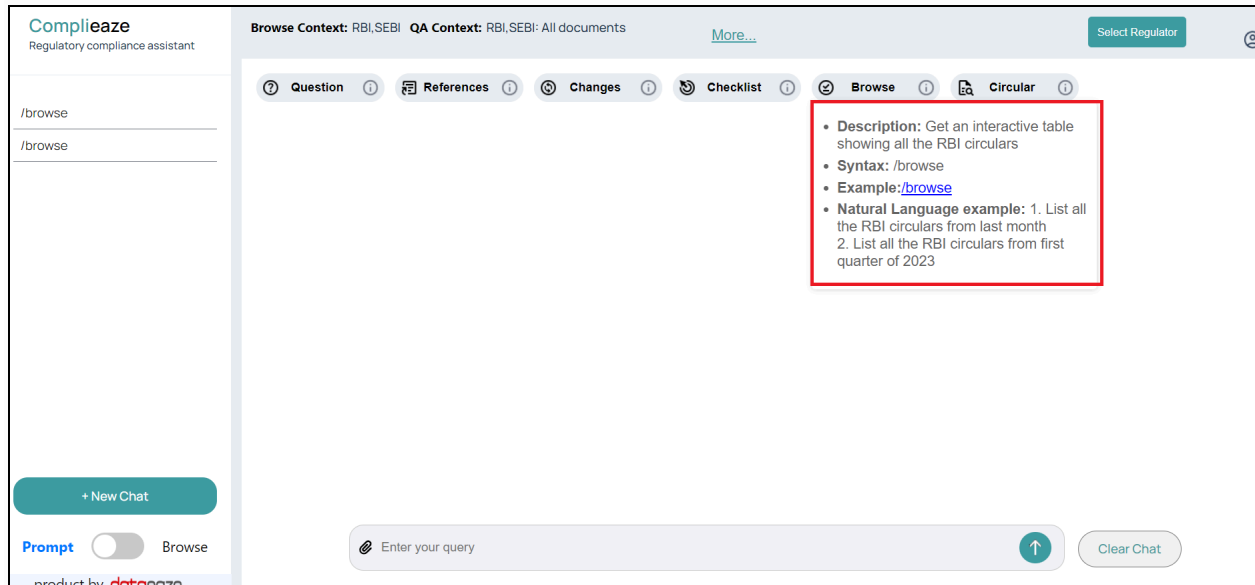 Complieaze
Regulatory compliance assistant
Browse Context: RBI,SEBI QA Context: RBI,SEBI: All documents
More...
Select Regulator
/browse
/browse
Question
References
Changes
Checklist
Browse
Circular
• Description: Get an interactive table
showing all the RBI circulars
• Syntax: /browse
• Example:/browse
• Natural Language example: 1. List all
the RBI circulars from last month
2. List all the RBI circulars from first
quarter of 2023
+ New Chat
Prompt Browse
product by dataeaze
Enter your query
Clear Chat